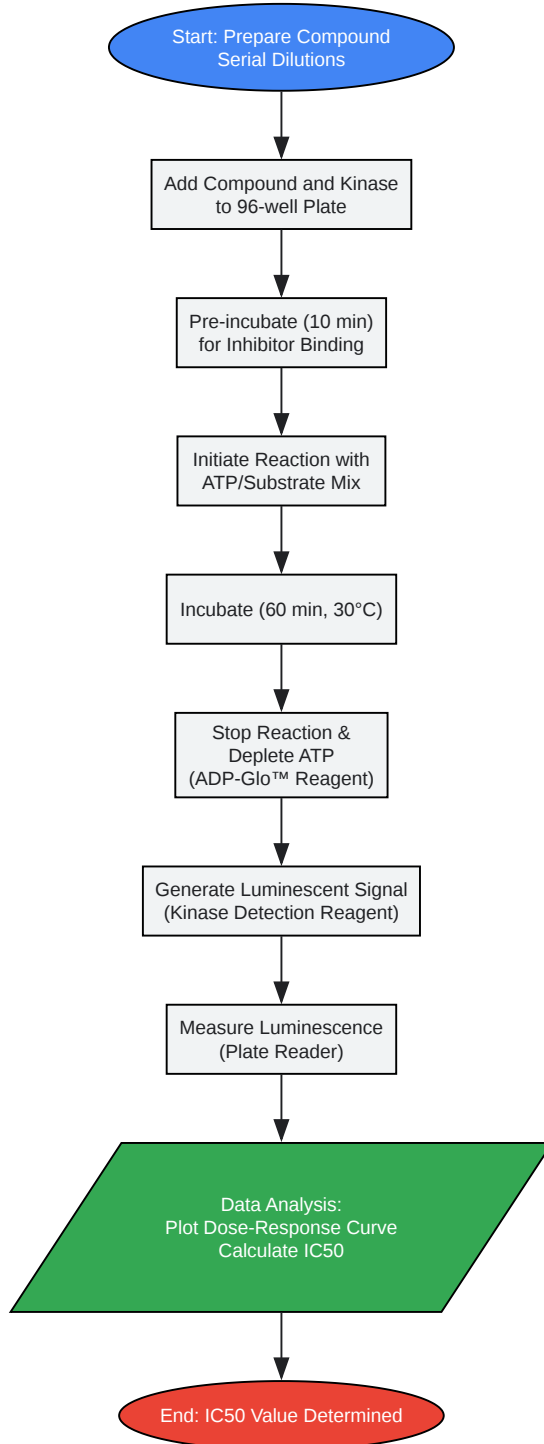 Start: Prepare Compound
Serial Dilutions
Add Compound and Kinase
to 96-well Plate
Pre-incubate (10 min)
for Inhibitor Binding
Initiate Reaction with
ATP/Substrate Mix
Incubate (60 min, 30°C)
Stop Reaction &
Deplete ATP
(ADP-Glo™ Reagent)
Generate Luminescent Signal
(Kinase Detection Reagent)
Measure Luminescence
(Plate Reader)
Data Analysis:
Plot Dose-Response Curve
Calculate IC50
End: IC50 Value Determined